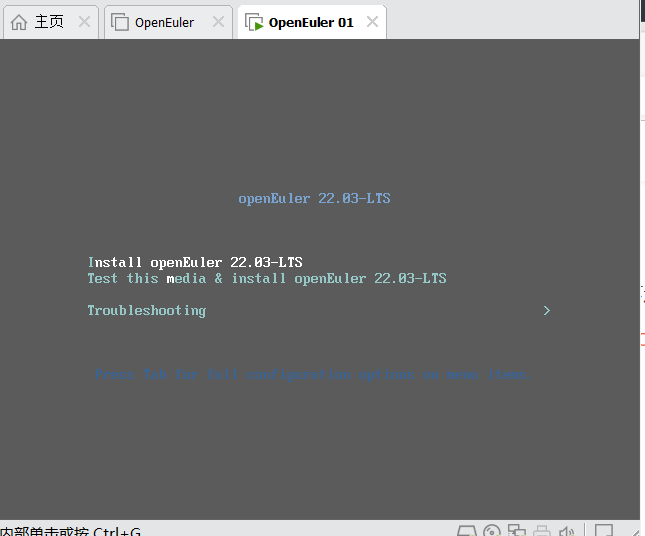 主页
OpenEuler
OpenEuler 01
openEuler 22.03-LTS
Install openEuler 22.03-LTS
Test this media & install openEuler 22.03-LTS
Troubleshooting >
Press Tab for full configuration options on menu items
内部单击或按 Ctrl+G